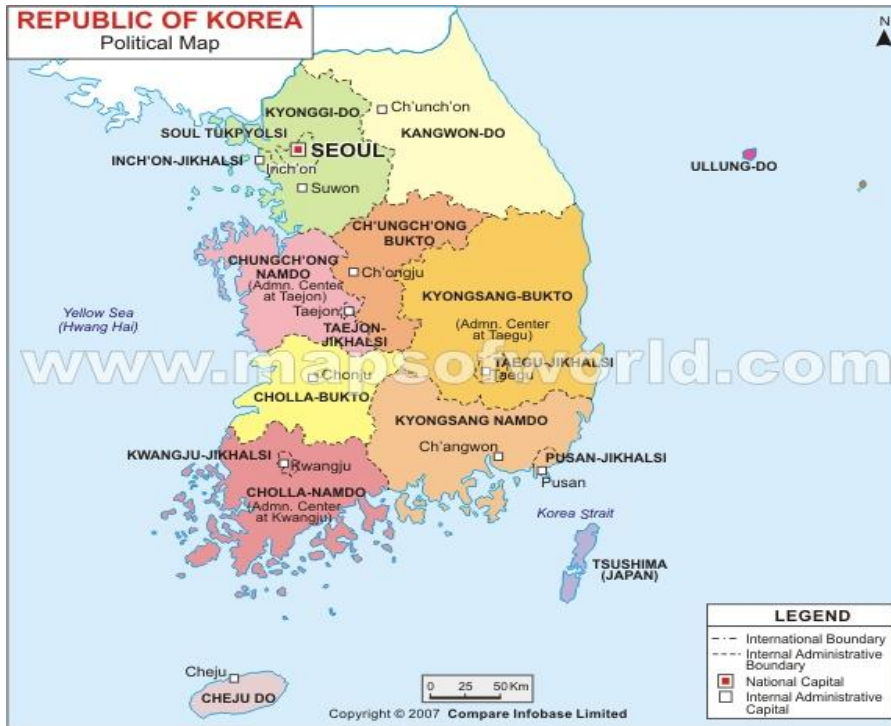 REPUBLIC OF KOREA
Political Map
N
KYONGGI-DO
Ch'unch'on
SOUL TUKPYOLSI
KANGWON-DO
SEOUL
INCH'ON-JIKHALSI
Inch'on
ULLUNG-DO
Suwon
CH'UNGCH'ONG
BUKTO
CHUNGCH'ONG
NAMDO
(Admn. Center
at Taejon)
Ch'ongju
KYONGSANG-BUKTO
Yellow Sea
(Hwang Hai)
Taejon
TAEJON-
JIKHALSI
(Admn. Center
at Taegu)
www.mapsofworld.com
TAEGU-JIKHALSI
Taegu
Chonju
CHOLLA-BUKTO
KYONGSANG NAMDO
Ch'angwon
KWANGJU-JIKHALSI
Kwangju
PUSAN-JIKHALSI
Pusan
CHOLLA-NAMDO
(Admn. Center
at Kwangju)
Korea Strait
TSUSHIMA
(JAPAN)
Cheju
CHEJU DO
0 25 50 Km
LEGEND
International Boundary
Internal Administrative
Boundary
National Capital
Internal Administrative
Capital
Copyright © 2007 Compare Infobase Limited